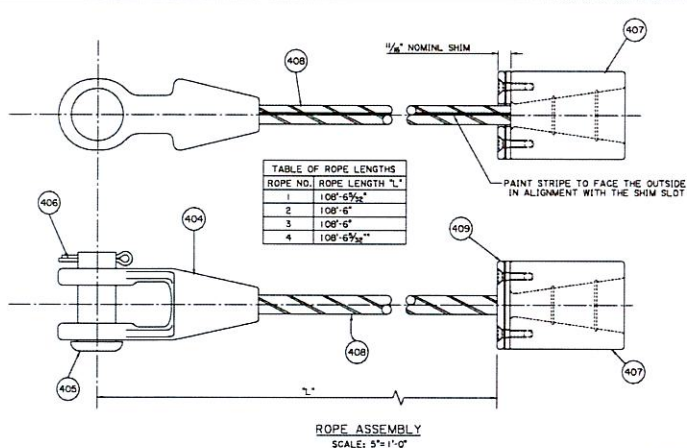 407
11/16" NOMINL SHIM
408
TABLE OF ROPE LENGTHS
ROPE NO. ROPE LENGTH "L"
1 108'-6 5/32"
2 108'-6"
3 108'-6"
4 108'-6 5/32"
PAINT STRIPE TO FACE THE OUTSIDE
IN ALIGNMENT WITH THE SHIM SLOT
406
404
409
408
407
405
"L"
ROPE ASSEMBLY
SCALE: 5"=1'-0"